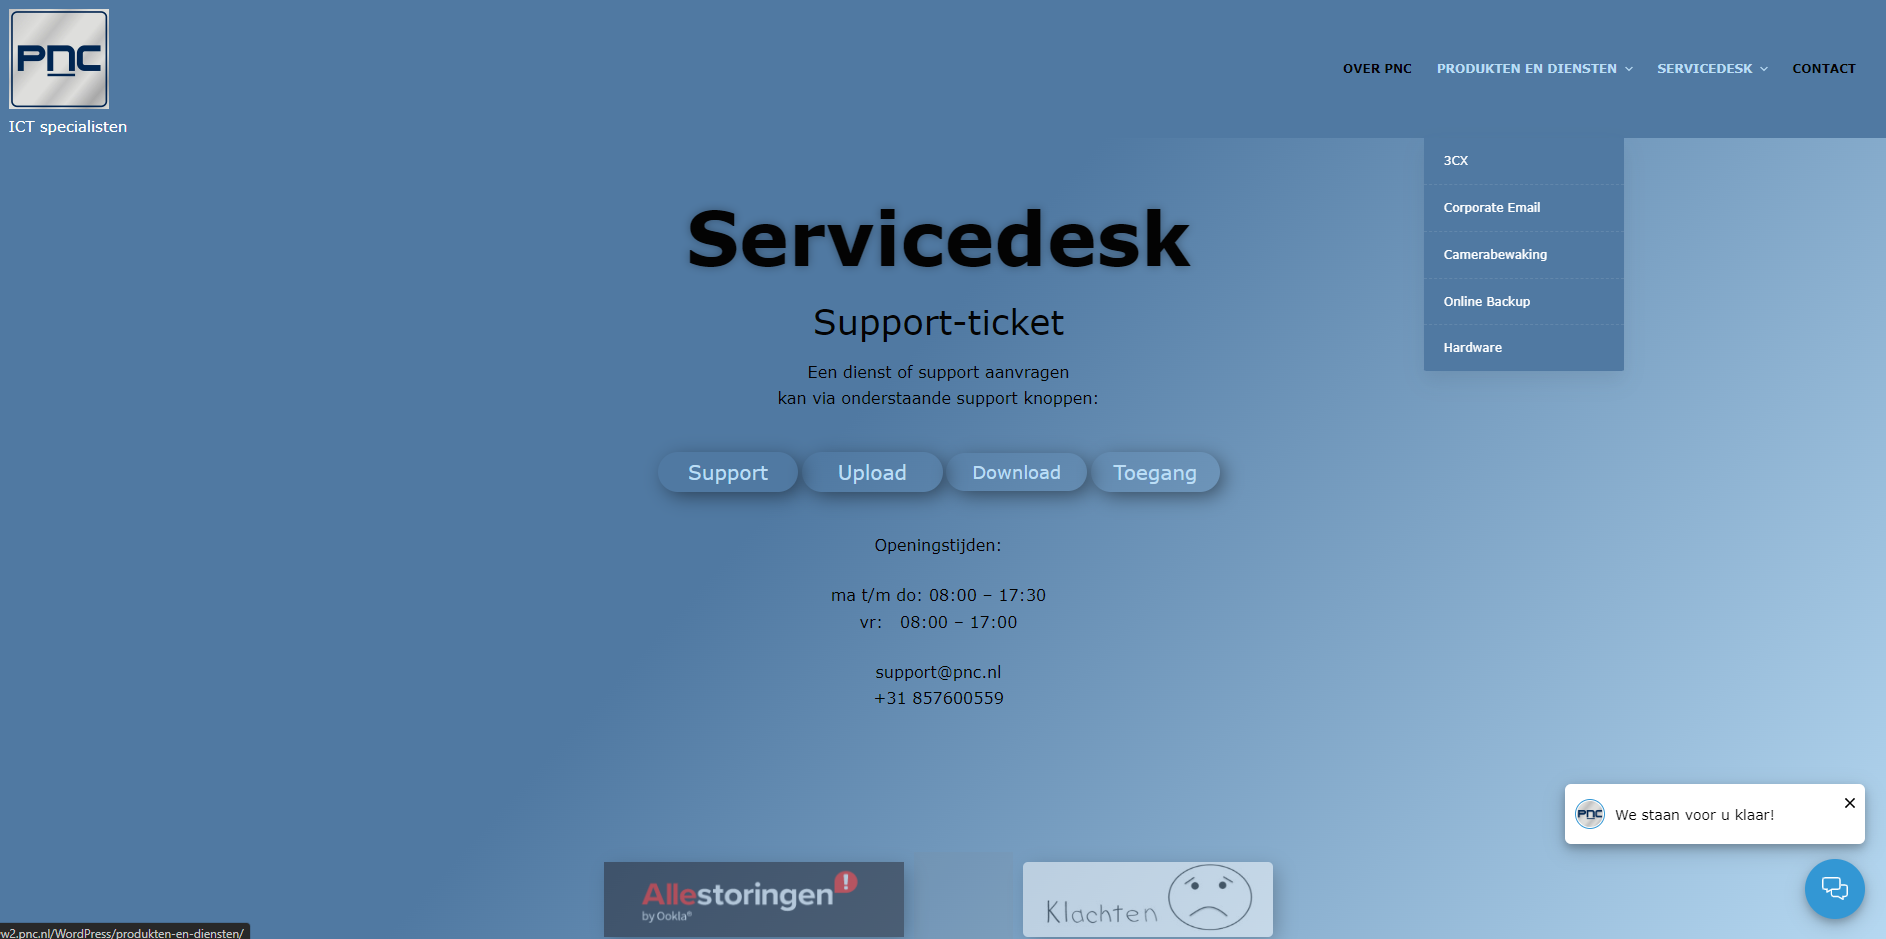 PNC
ICT specialisten
OVER PNC
PRODUKTEN EN DIENSTEN
SERVICEDESK
CONTACT
3CX
Corporate Email
Camerabewaking
Online Backup
Hardware
Servicedesk
Support-ticket
Een dienst of support aanvragen
kan via onderstaande support knoppen:
Support
Upload
Download
Toegang
Openingstijden:
ma t/m do: 08:00 – 17:30
vr: 08:00 – 17:00
support@pnc.nl
+31 857600559
PNC
We staan voor u klaar!
Allestoringen
by Ookla®
Klachten
w2.pnc.nl/WordPress/produkten-en-diensten/